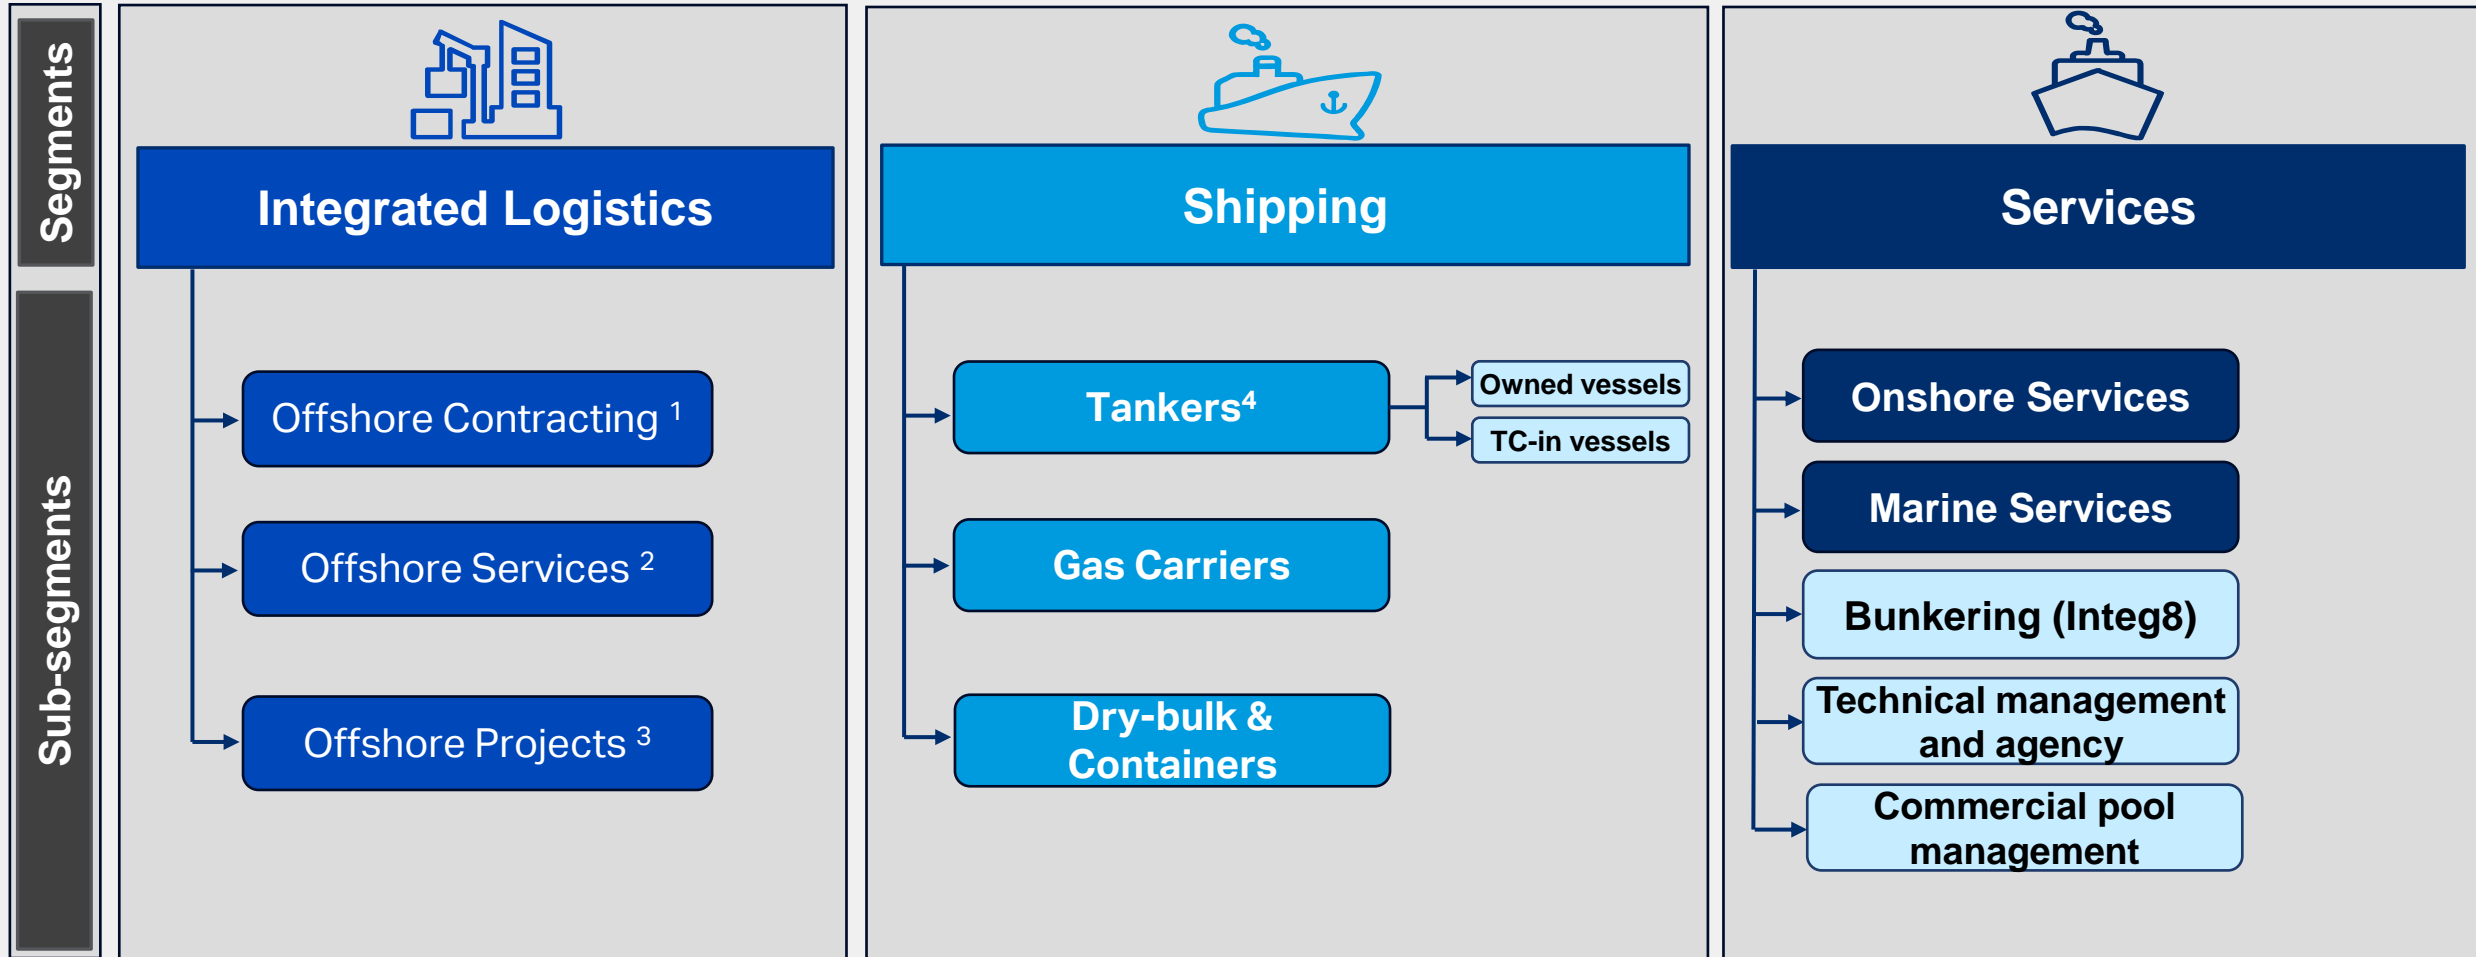 Segments
Sub-segments
Integrated Logistics
Offshore Contracting ¹
Offshore Services ²
Offshore Projects ³
Shipping
Tankers⁴
Owned vessels
TC-in vessels
Gas Carriers
Dry-bulk &
Containers
Services
Onshore Services
Marine Services
Bunkering (Integ8)
Technical management
and agency
Commercial pool
management